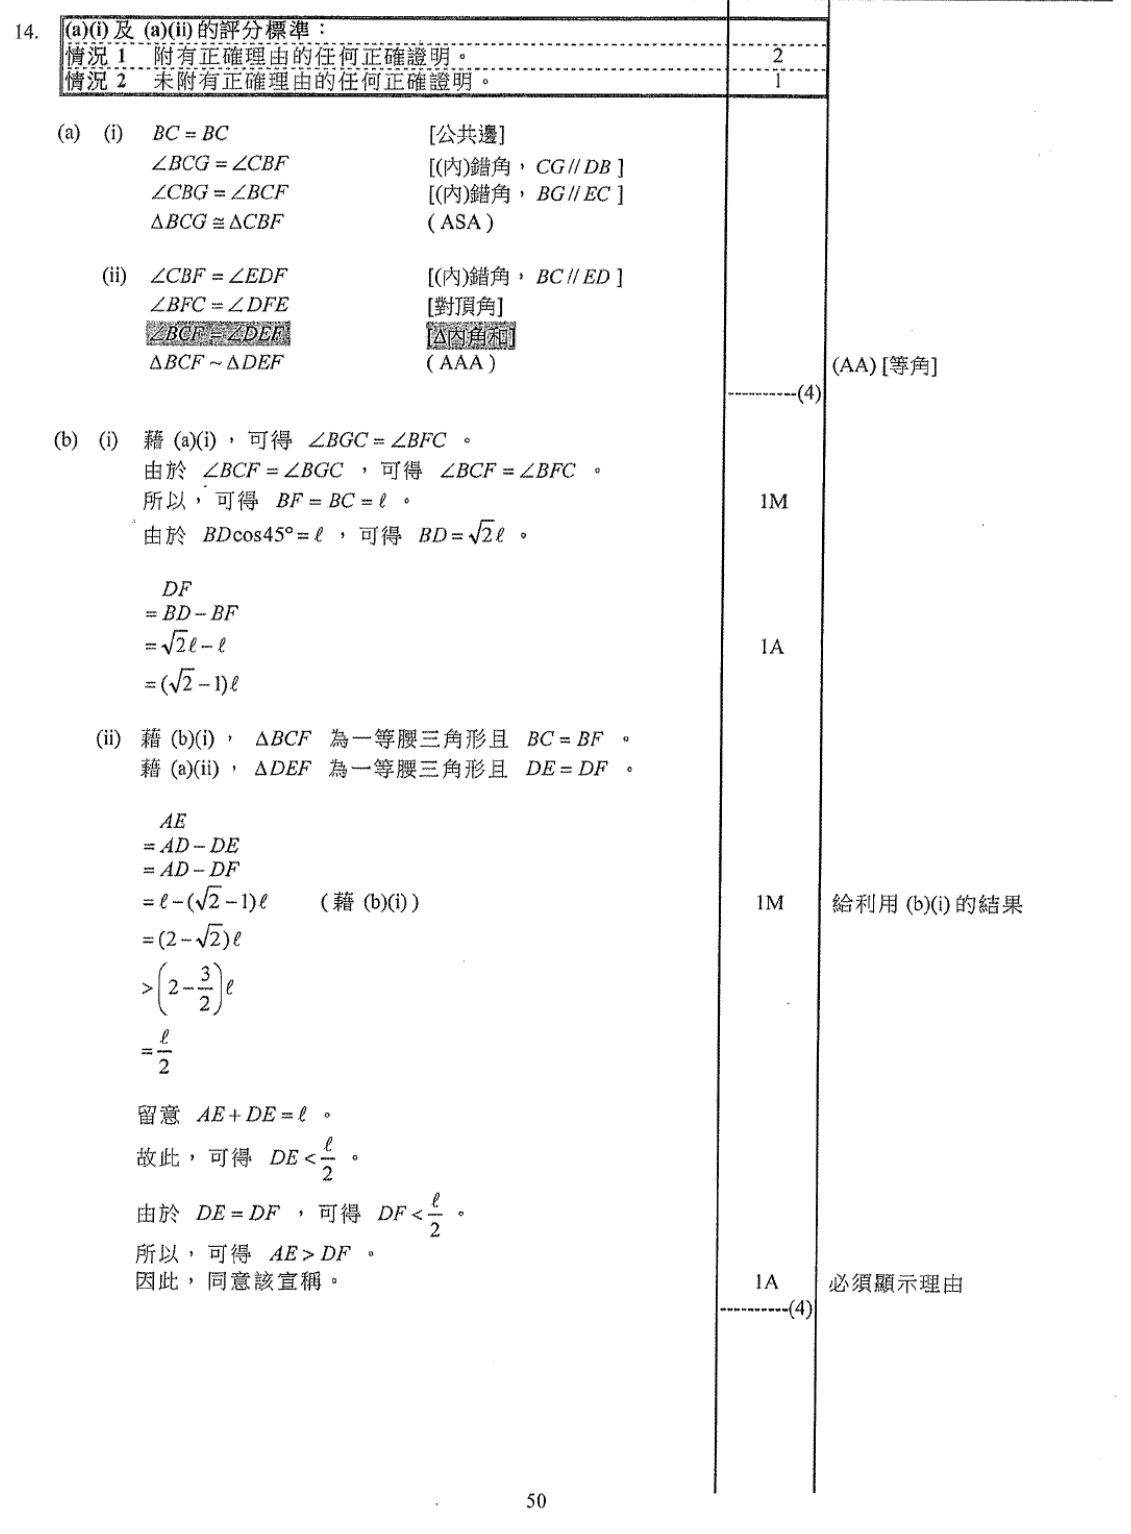 14. (a)(i) 及 (a)(ii) 的評分標準：
情況 1 附有正確理由的任何正確證明。 2
情況 2 未附有正確理由的任何正確證明。 1
(a) (i) BC = BC [公共邊]
∠BCG = ∠CBF [(內)錯角，CG // DB ]
∠CBG = ∠BCF [(內)錯角，BG // EC ]
ΔBCG ≅ ΔCBF ( ASA )
(ii) ∠CBF = ∠EDF [(內)錯角，BC // ED ]
∠BFC = ∠DFE [對頂角]
∠BCF = ∠DEF [Δ內角和]
ΔBCF ~ ΔDEF ( AAA ) (AA) [等角]
----------(4)
(b) (i) 藉 (a)(i) ，可得 ∠BGC = ∠BFC 。
由於 ∠BCF = ∠BGC ，可得 ∠BCF = ∠BFC 。
所以，可得 BF = BC = ℓ 。 1M
由於 BD cos45° = ℓ ，可得 BD = √2ℓ 。
DF
= BD − BF
= √2ℓ − ℓ 1A
= (√2 − 1)ℓ
(ii) 藉 (b)(i) ， ΔBCF 為一等腰三角形且 BC = BF 。
藉 (a)(ii) ， ΔDEF 為一等腰三角形且 DE = DF 。
AE
= AD − DE
= AD − DF
= ℓ − (√2 − 1)ℓ ( 藉 (b)(i) ) 1M 給利用 (b)(i) 的結果
= (2 − √2)ℓ
> (2 − 3/2)ℓ
= ℓ/2
留意 AE + DE = ℓ 。
故此，可得 DE < ℓ/2 。
由於 DE = DF ，可得 DF < ℓ/2 。
所以，可得 AE > DF 。
因此，同意該宣稱。 1A 必須顯示理由
----------(4)
50